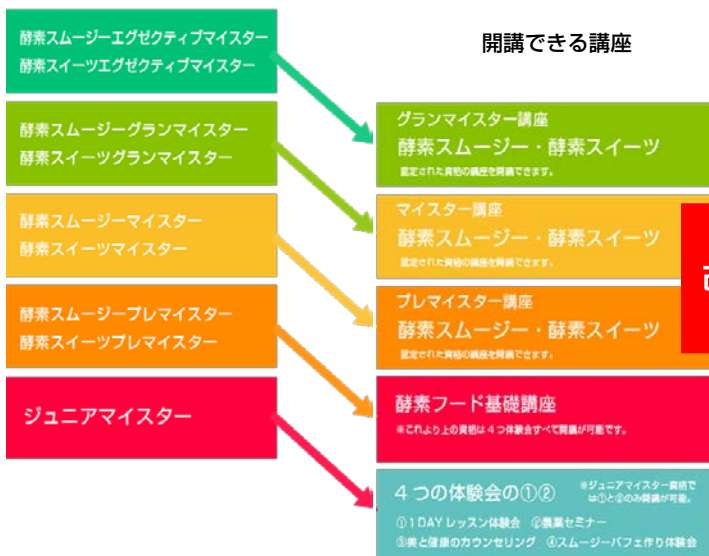 酵素スムージーエグゼクティブマイスター
酵素スイーツエグゼクティブマイスター
酵素スムージーグランマイスター
酵素スイーツグランマイスター
酵素スムージーマイスター
酵素スイーツマイスター
酵素スムージープレマイスター
酵素スイーツプレマイスター
ジュニアマイスター
開講できる講座
グランマイスター講座
酵素スムージー・酵素スイーツ
認定された資格の講座を開講できます。
マイスター講座
酵素スムージー・酵素スイーツ
認定された資格の講座を開講できます。
プレマイスター講座
酵素スムージー・酵素スイーツ
認定された資格の講座を開講できます。
酵素フード基礎講座
※これより上の資格は4つ体験会すべて開講が可能です。
4つの体験会の①②
※ジュニアマイスター資格で
は①と②のみ開講が可能。
①1DAYレッスン体験会 ②農業セミナー
③美と健康のカウンセリング ④スムージーパフェ作り体験会